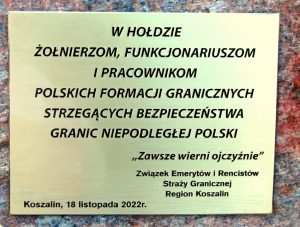 W HOŁDZIE
ŻOŁNIERZOM, FUNKCJONARIUSZOM
I PRACOWNIKOM
POLSKICH FORMACJI GRANICZNYCH
STRZEGĄCYCH BEZPIECZEŃSTWA
GRANIC NIEPODLEGŁEJ POLSKI
„Zawsze wierni ojczyźnie”
Związek Emerytów i Rencistów
Straży Granicznej
Region Koszalin
Koszalin, 18 listopada 2022r.